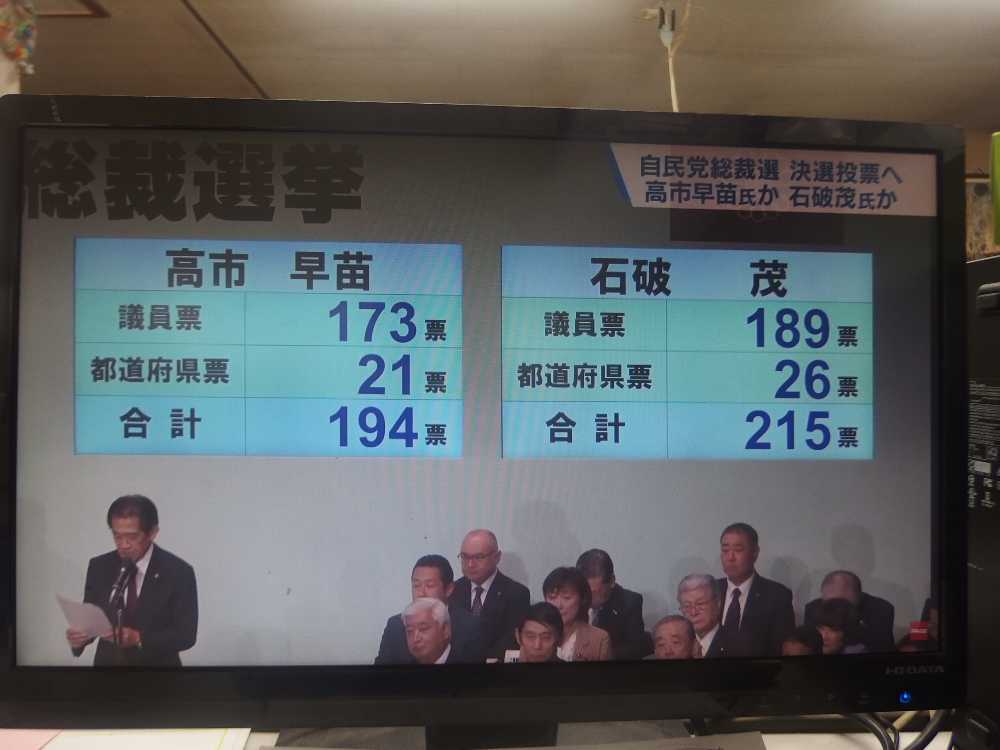 総裁選挙
自民党総裁選 決選投票へ
高市早苗氏か 石破茂氏か
高市 早苗
議員票 173票
都道府県票 21票
合計 194票
石破 茂
議員票 189票
都道府県票 26票
合計 215票
I-O DATA